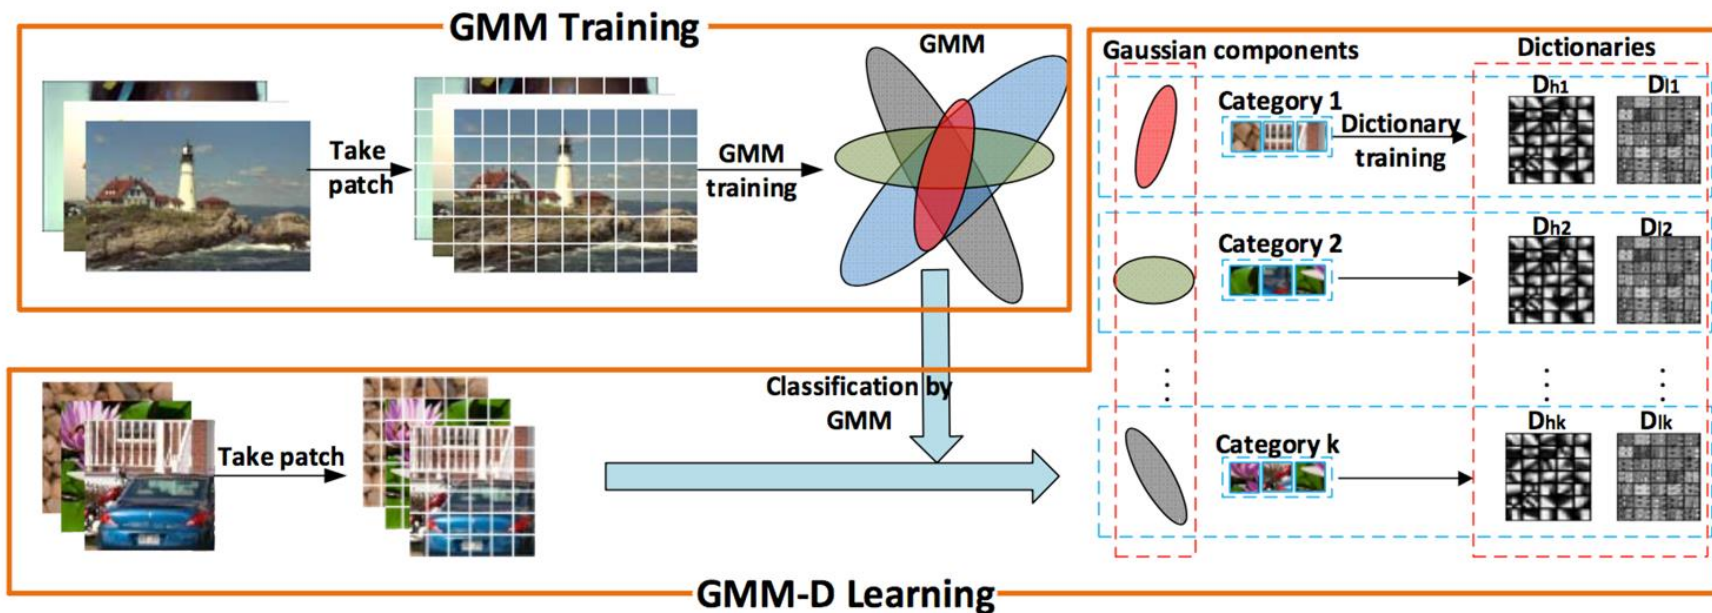 GMM Training
GMM
Take
patch
GMM
training
Gaussian components
Dictionaries
Category 1
Dictionary
training
Dh1
Dl1
Category 2
Dh2
Dl2
Classification by
GMM
Take patch
Category k
Dhk
Dlk
GMM-D Learning